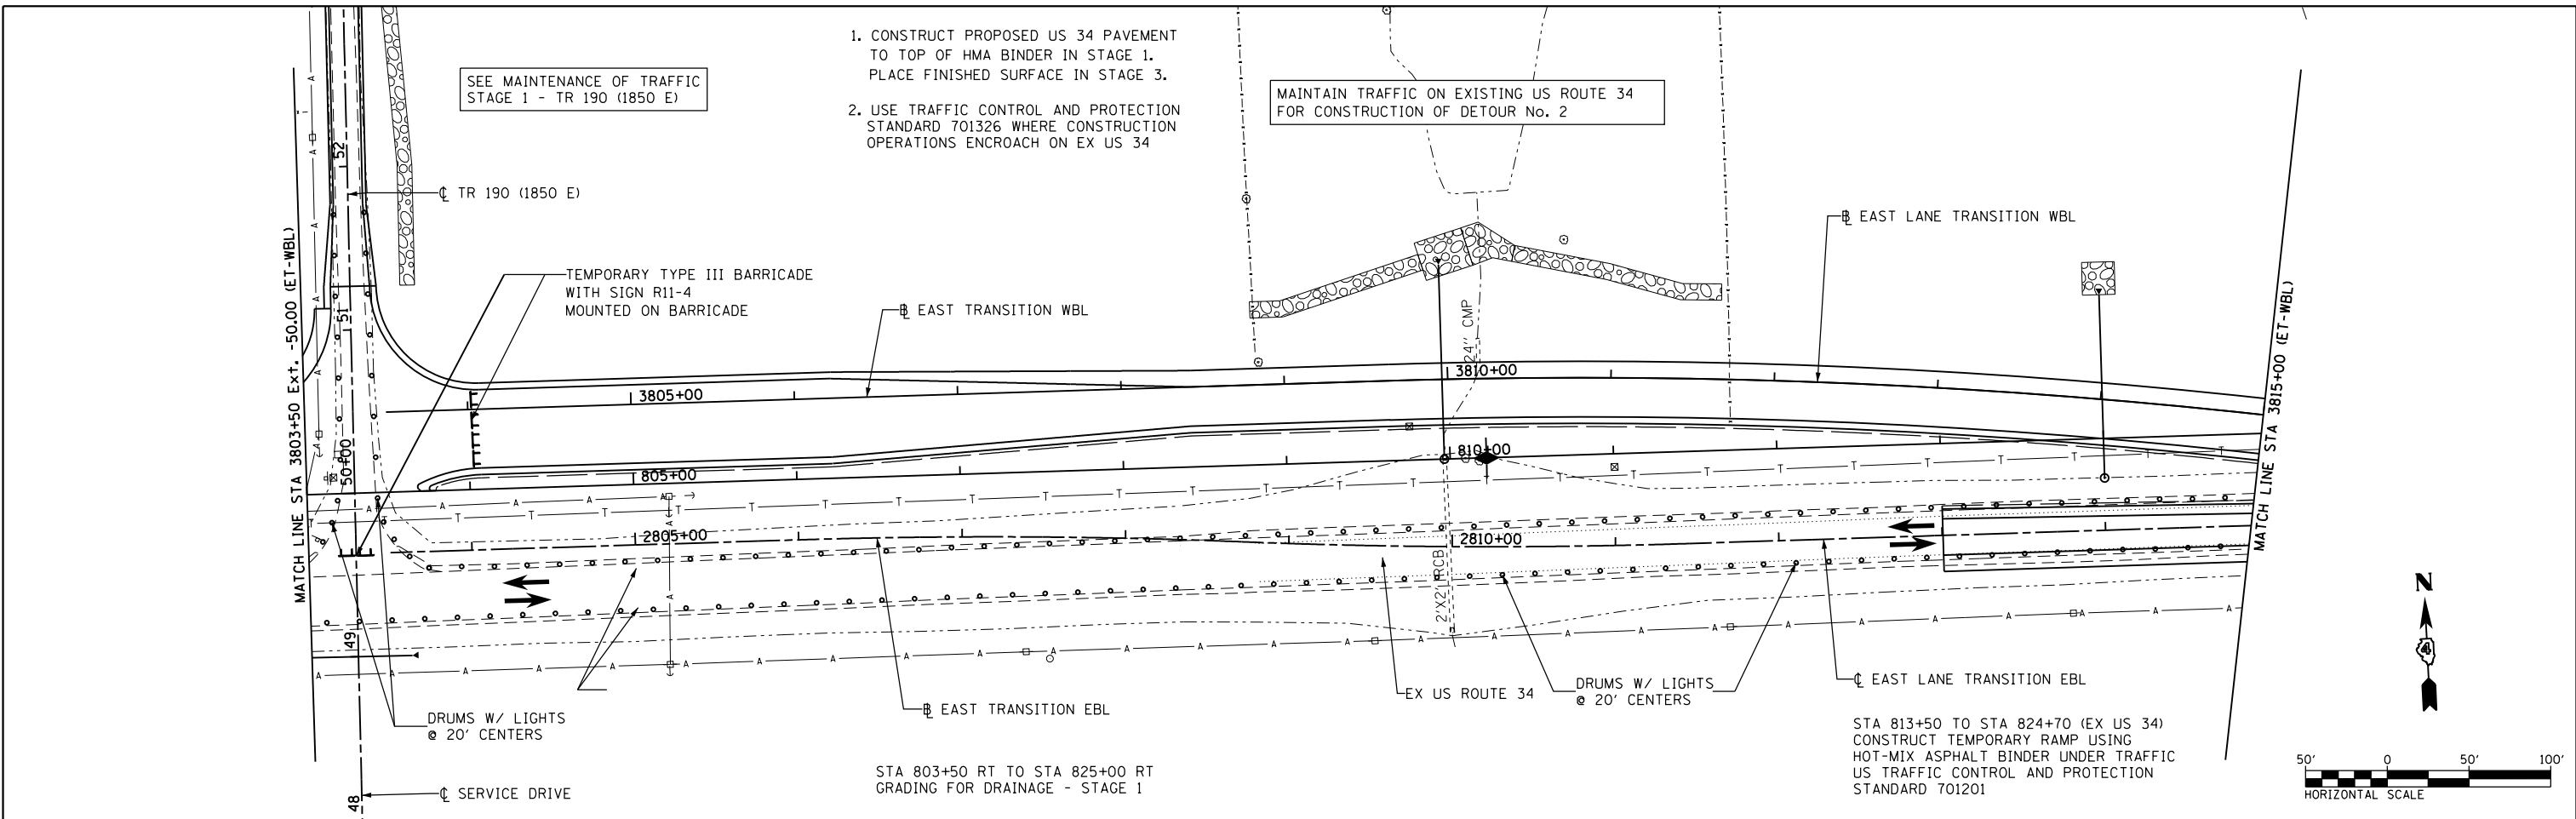 1. CONSTRUCT PROPOSED US 34 PAVEMENT
TO TOP OF HMA BINDER IN STAGE 1.
PLACE FINISHED SURFACE IN STAGE 3.
2. USE TRAFFIC CONTROL AND PROTECTION
STANDARD 701326 WHERE CONSTRUCTION
OPERATIONS ENCROACH ON EX US 34
SEE MAINTENANCE OF TRAFFIC
STAGE 1 - TR 190 (1850 E)
MAINTAIN TRAFFIC ON EXISTING US ROUTE 34
FOR CONSTRUCTION OF DETOUR No. 2
℄ TR 190 (1850 E)
52
51
50+00
49
48
MATCH LINE STA 3803+50 Ext. -50.00 (ET-WBL)
TEMPORARY TYPE III BARRICADE
WITH SIGN R11-4
MOUNTED ON BARRICADE
BL EAST TRANSITION WBL
BL EAST LANE TRANSITION WBL
24" CMP
3805+00
3810+00
805+00
810+00
2805+00
2810+00
2'X2' RCB
MATCH LINE STA 3815+00 (ET-WBL)
DRUMS W/ LIGHTS
@ 20' CENTERS
℄ SERVICE DRIVE
BL EAST TRANSITION EBL
STA 803+50 RT TO STA 825+00 RT
GRADING FOR DRAINAGE - STAGE 1
EX US ROUTE 34
DRUMS W/ LIGHTS
@ 20' CENTERS
℄ EAST LANE TRANSITION EBL
STA 813+50 TO STA 824+70 (EX US 34)
CONSTRUCT TEMPORARY RAMP USING
HOT-MIX ASPHALT BINDER UNDER TRAFFIC
US TRAFFIC CONTROL AND PROTECTION
STANDARD 701201
N
4
50' 0 50' 100'
HORIZONTAL SCALE